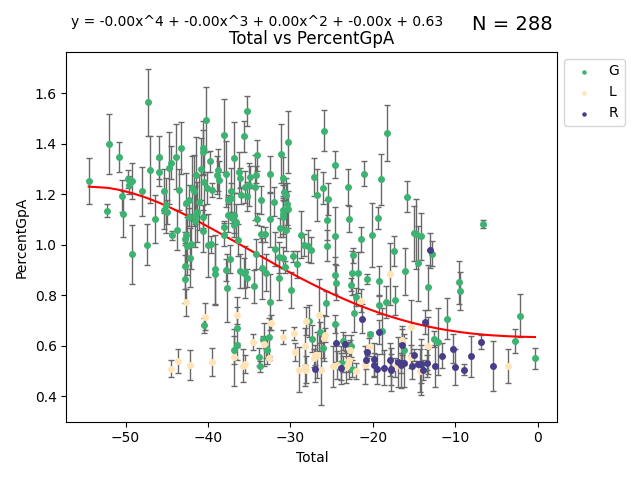 y = -0.00x^4 + -0.00x^3 + 0.00x^2 + -0.00x + 0.63
N = 288
Total vs PercentGpA
G
L
R
PercentGpA
1.6
1.4
1.2
1.0
0.8
0.6
0.4
−50 −40 −30 −20 −10 0
Total